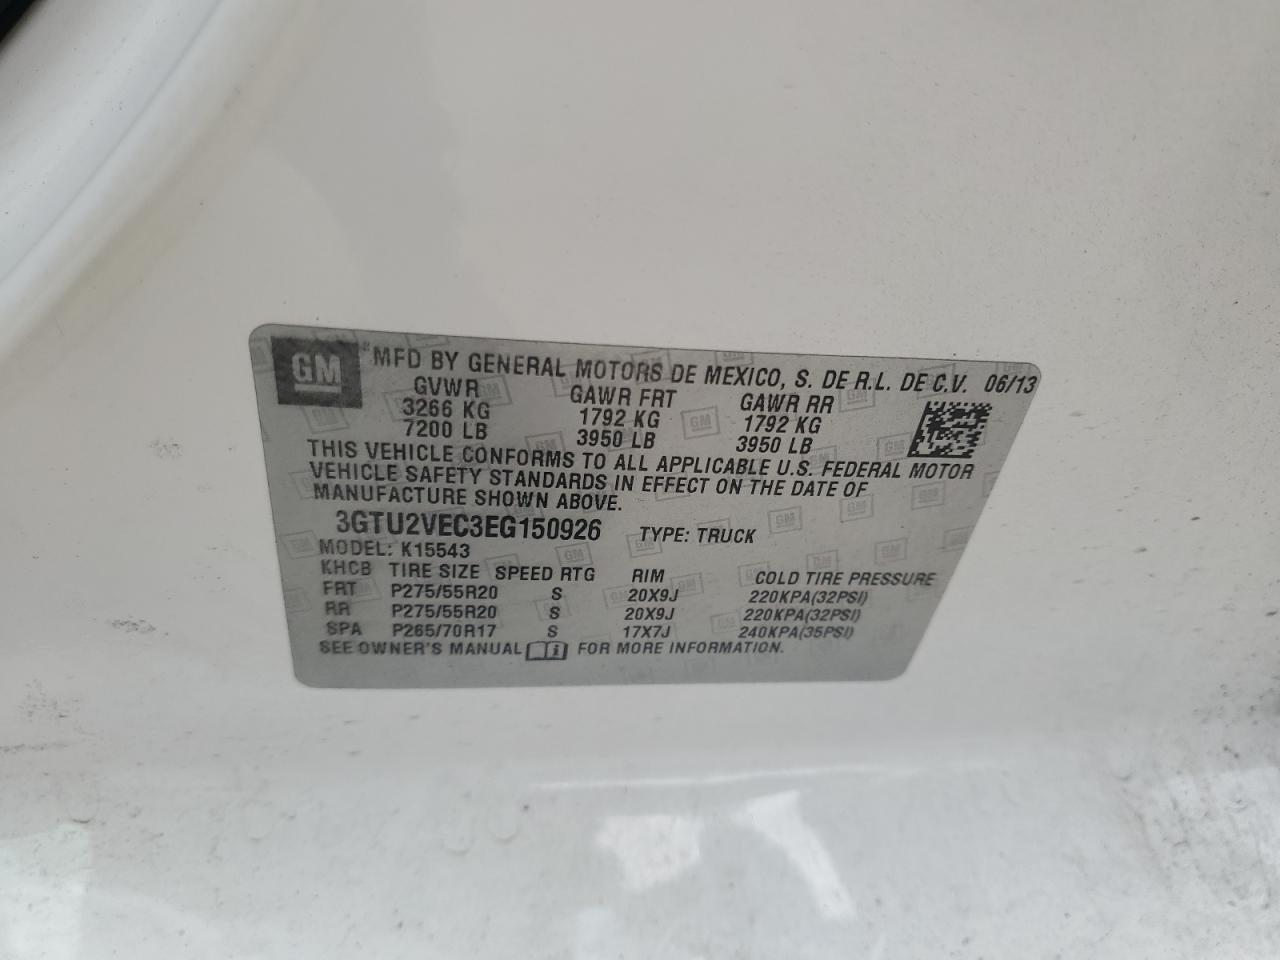 GM MFD BY GENERAL MOTORS DE MEXICO, S. DE R.L. DE C.V. 06/13
GVWR GAWR FRT GAWR RR
3266 KG 1792 KG 1792 KG
7200 LB 3950 LB 3950 LB
THIS VEHICLE CONFORMS TO ALL APPLICABLE U.S. FEDERAL MOTOR
VEHICLE SAFETY STANDARDS IN EFFECT ON THE DATE OF
MANUFACTURE SHOWN ABOVE.
3GTU2VEC3EG150926 TYPE: TRUCK
MODEL: K15543
KHCB TIRE SIZE SPEED RTG RIM COLD TIRE PRESSURE
FRT P275/55R20 S 20X9J 220KPA(32PSI)
RR P275/55R20 S 20X9J 220KPA(32PSI)
SPA P265/70R17 S 17X7J 240KPA(35PSI)
SEE OWNER'S MANUAL i FOR MORE INFORMATION.